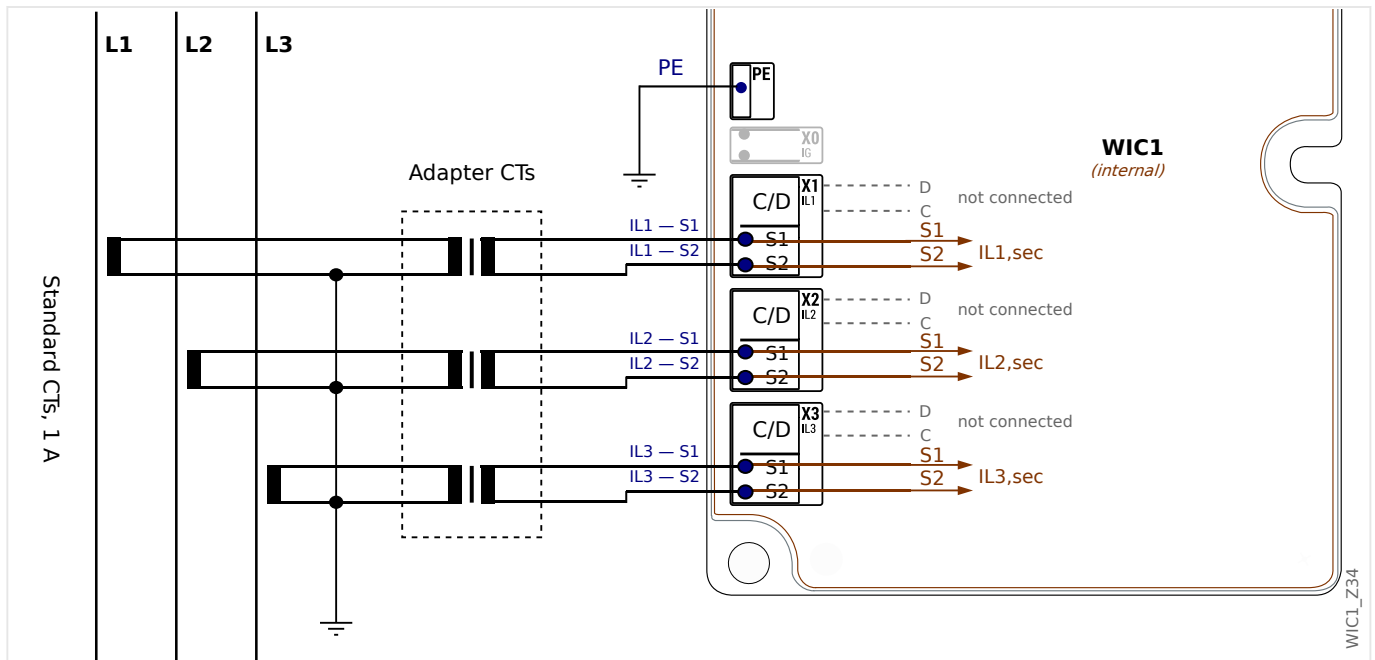 L1
L2
L3
PE
PE
X0
IG
WIC1
(internal)
Adapter CTs
X1
IL1
C/D
D
C
not connected
IL1 — S1
S1
S1
IL1 — S2
S2
S2
IL1,sec
X2
IL2
C/D
D
C
not connected
IL2 — S1
S1
S1
IL2 — S2
S2
S2
IL2,sec
X3
IL3
C/D
D
C
not connected
IL3 — S1
S1
S1
IL3 — S2
S2
S2
IL3,sec
Standard CTs, 1 A
WIC1_Z34